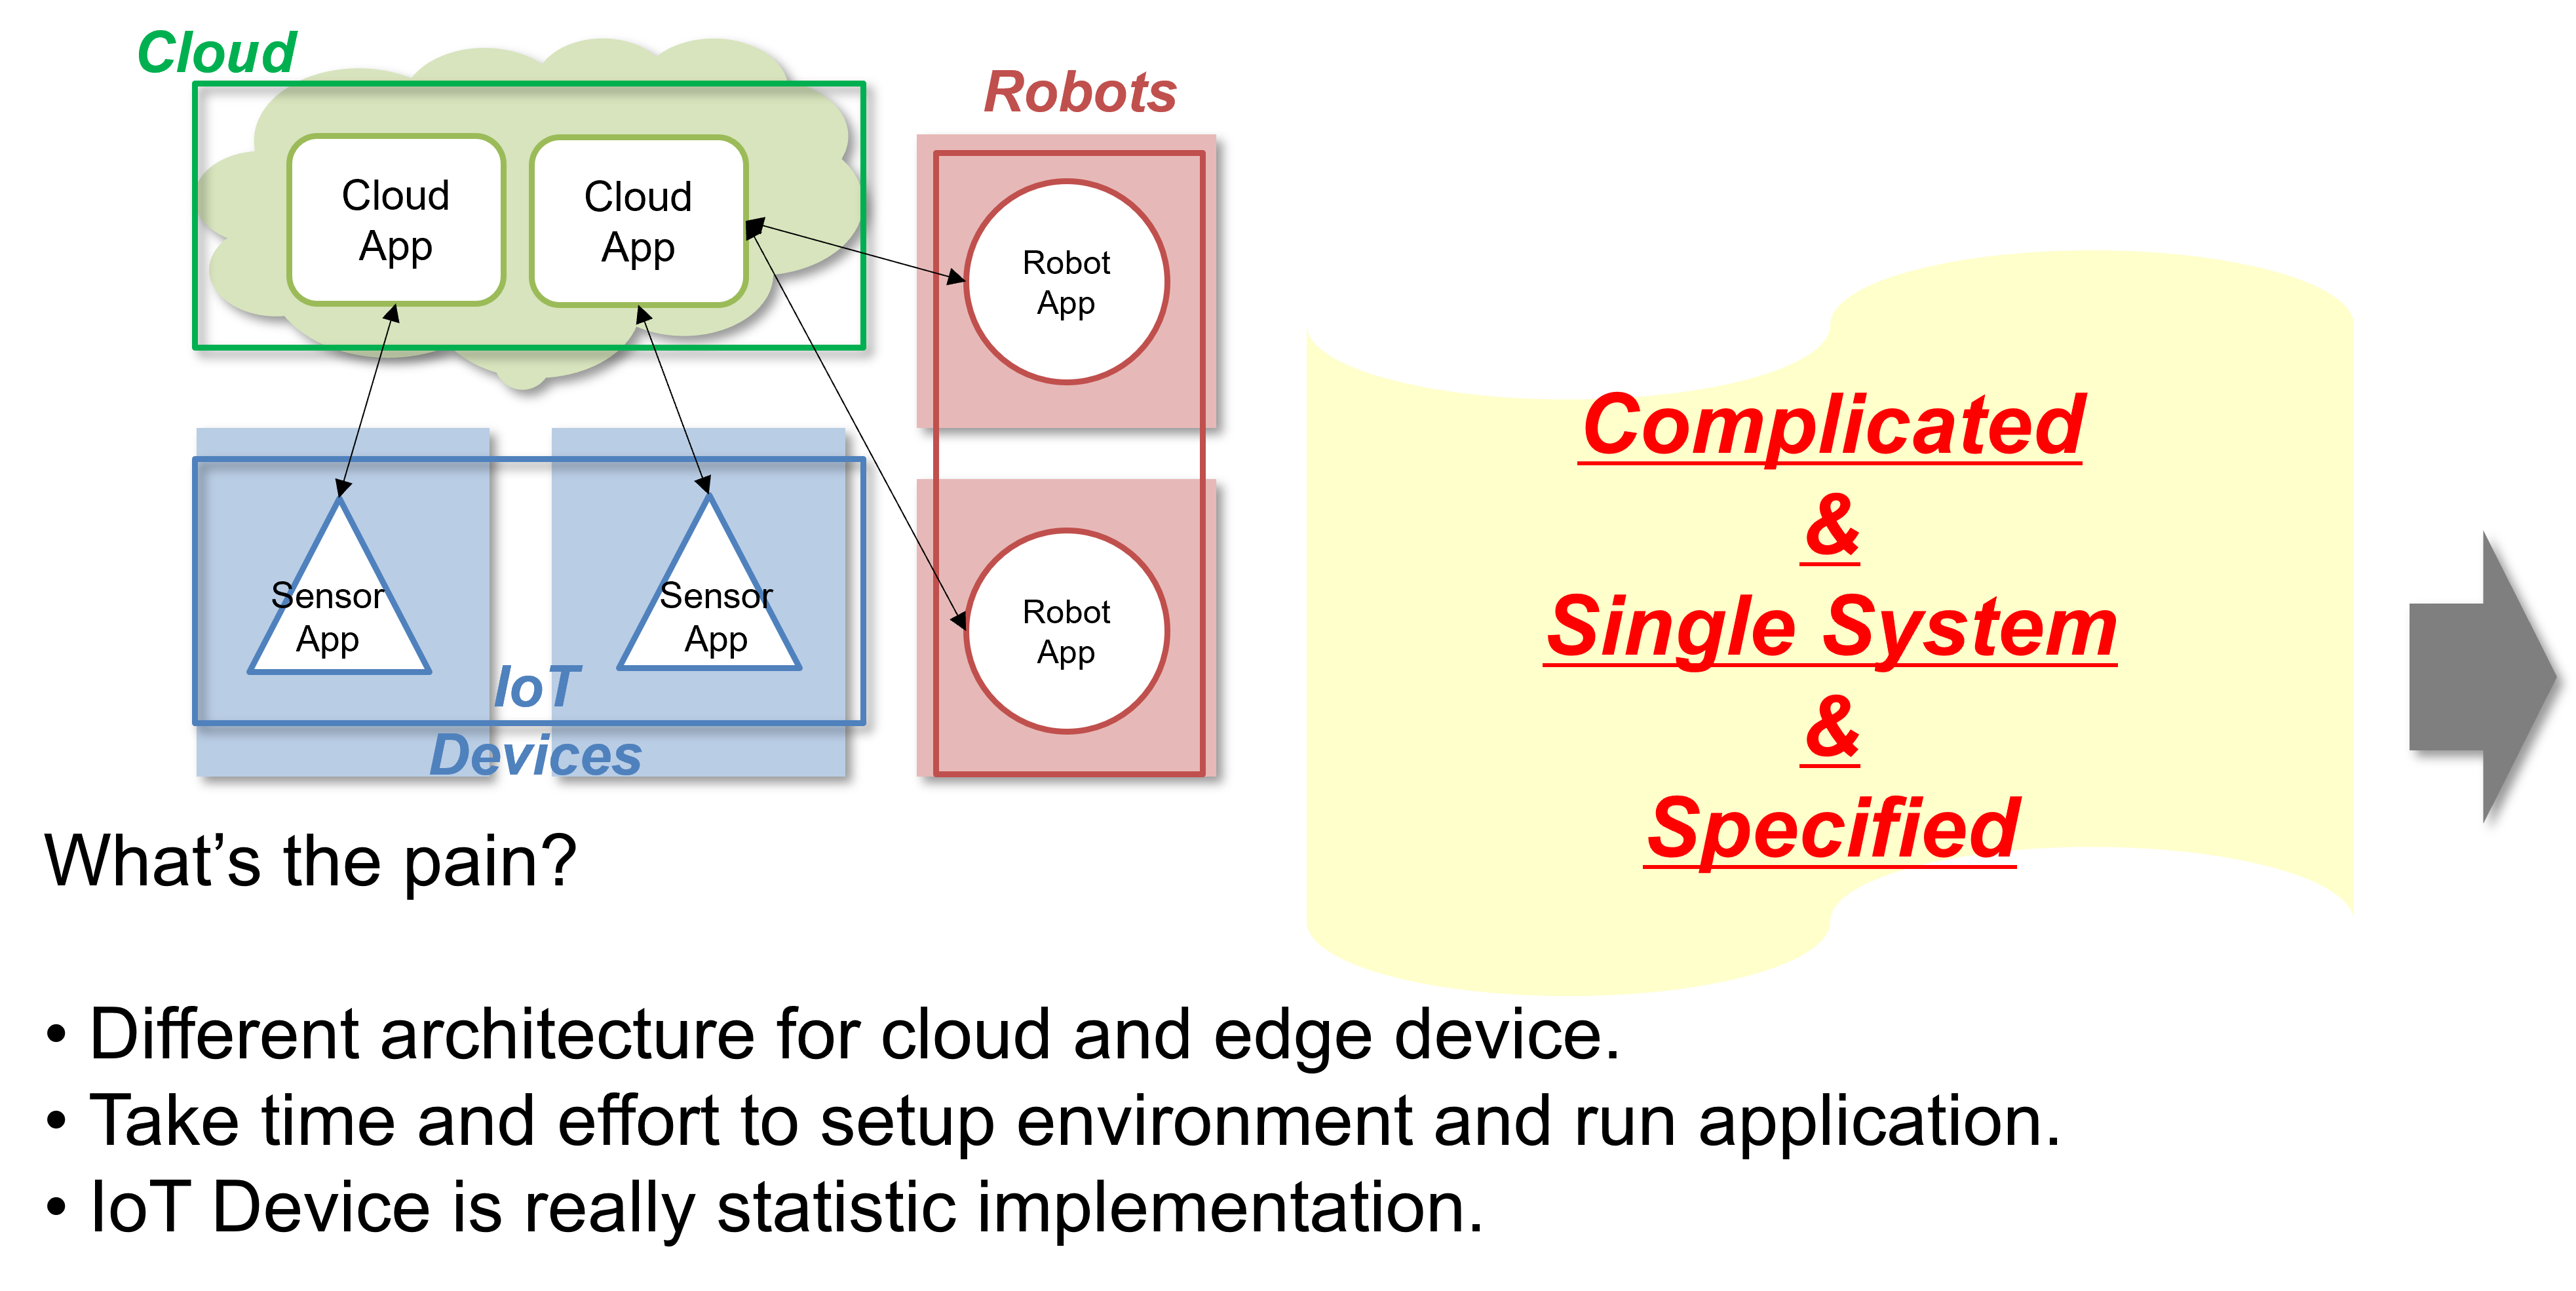 Cloud
Robots
Cloud
App
Cloud
App
Robot
App
Sensor
App
Sensor
App
Robot
App
IoT
Devices
Complicated
&
Single System
&
Specified
What’s the pain?
• Different architecture for cloud and edge device.
• Take time and effort to setup environment and run application.
• IoT Device is really statistic implementation.